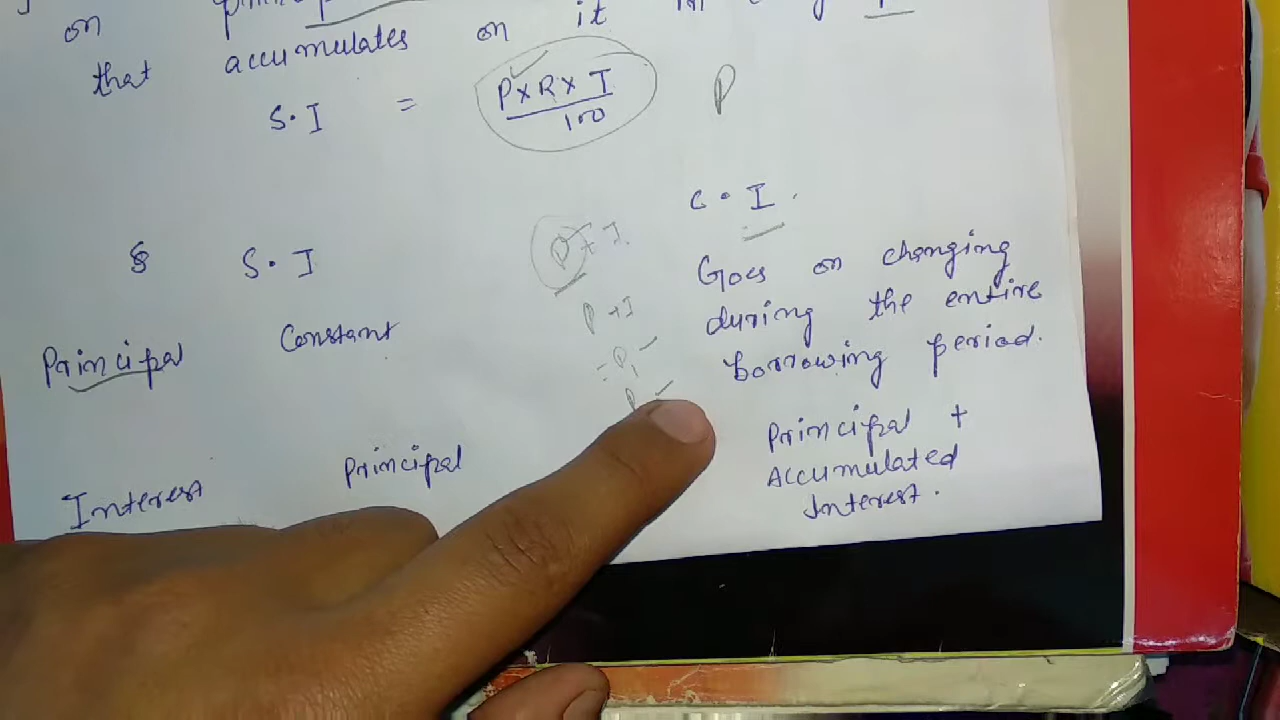 on
that accumulates on it
S.I = P×R×T
100
P
S.I
C.I.
P+I.
Principal
Constant
Goes on changing
during the entire
borrowing period.
P+I
= P1
P
Interest
Principal
Principal +
Accumulated
Interest.